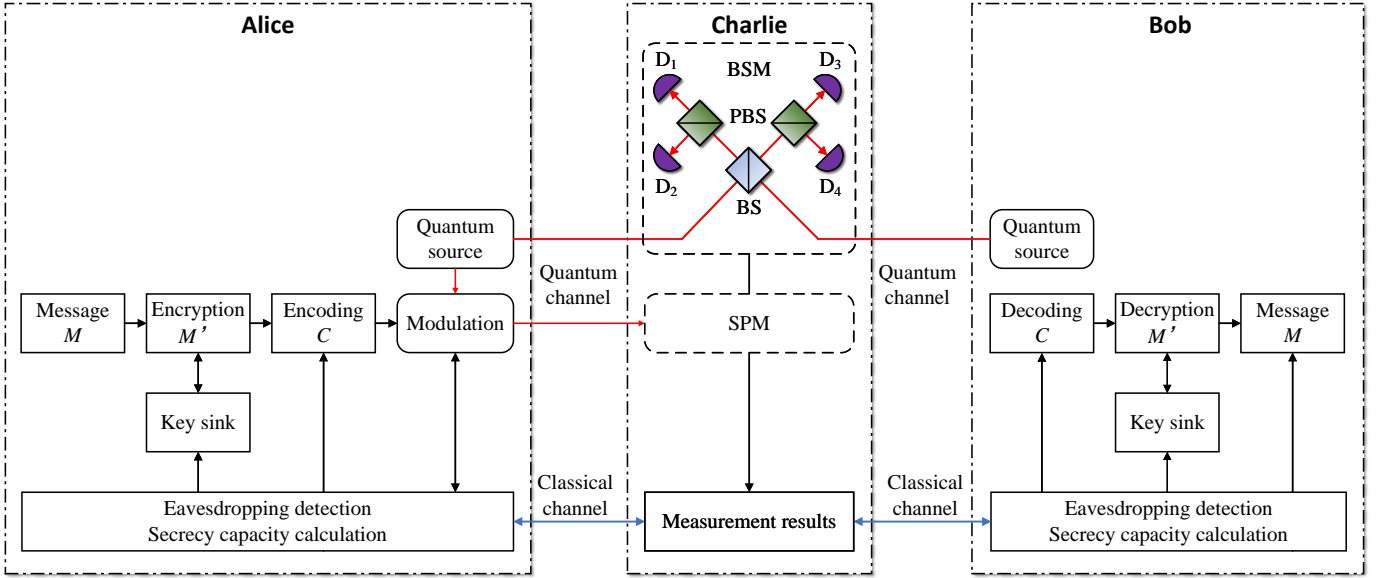 Alice
Charlie
Bob
D1
D3
BSM
PBS
D2
D4
BS
Quantum
source
Quantum
source
Quantum
channel
Quantum
channel
Message
M
Encryption
M'
Encoding
C
Modulation
SPM
Decoding
C
Decryption
M'
Message
M
Key sink
Key sink
Classical
channel
Classical
channel
Eavesdropping detection
Secrecy capacity calculation
Measurement results
Eavesdropping detection
Secrecy capacity calculation